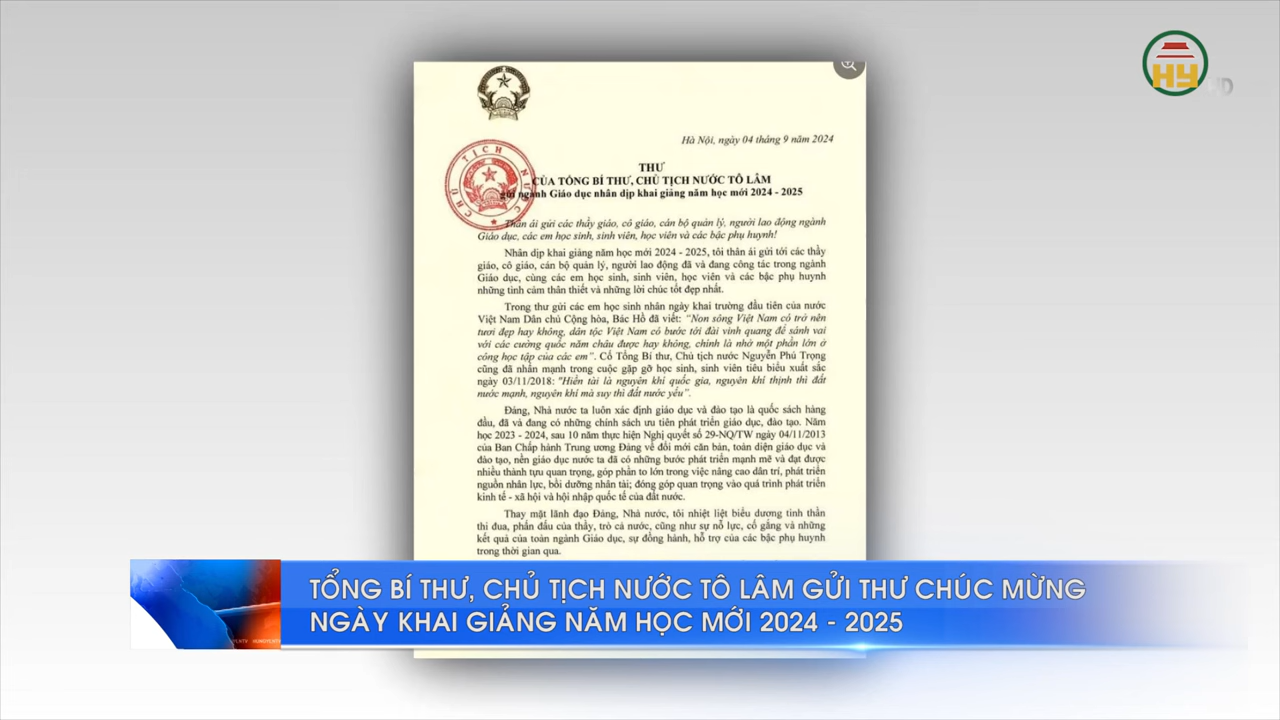 HY
HD
Hà Nội, ngày 04 tháng 9 năm 2024
CHỦ TỊCH NƯỚC
THƯ
CỦA TỔNG BÍ THƯ, CHỦ TỊCH NƯỚC TÔ LÂM
gửi ngành Giáo dục nhân dịp khai giảng năm học mới 2024 - 2025
Thân ái gửi các thầy giáo, cô giáo, cán bộ quản lý, người lao động ngành
Giáo dục, các em học sinh, sinh viên, học viên và các bậc phụ huynh!
Nhân dịp khai giảng năm học mới 2024 - 2025, tôi thân ái gửi tới các thầy
giáo, cô giáo, cán bộ quản lý, người lao động đã và đang công tác trong ngành
Giáo dục, cùng các em học sinh, sinh viên, học viên và các bậc phụ huynh
những tình cảm thân thiết và những lời chúc tốt đẹp nhất.
Trong thư gửi các em học sinh nhân ngày khai trường đầu tiên của nước
Việt Nam Dân chủ Cộng hòa, Bác Hồ đã viết: "Non sông Việt Nam có trở nên
tươi đẹp hay không, dân tộc Việt Nam có bước tới đài vinh quang để sánh vai
với các cường quốc năm châu được hay không, chính là nhờ một phần lớn ở
công học tập của các em". Cố Tổng Bí thư, Chủ tịch nước Nguyễn Phú Trọng
cũng đã nhấn mạnh trong cuộc gặp gỡ học sinh, sinh viên tiêu biểu xuất sắc
ngày 03/11/2018: "Hiền tài là nguyên khí quốc gia, nguyên khí thịnh thì đất
nước mạnh, nguyên khí mà suy thì đất nước yếu".
Đảng, Nhà nước ta luôn xác định giáo dục và đào tạo là quốc sách hàng
đầu, đã và đang có những chính sách ưu tiên phát triển giáo dục, đào tạo. Năm
học 2023 - 2024, sau 10 năm thực hiện Nghị quyết số 29-NQ/TW ngày 04/11/2013
của Ban Chấp hành Trung ương Đảng về đổi mới căn bản, toàn diện giáo dục và
đào tạo, nền giáo dục nước ta đã có những bước phát triển mạnh mẽ và đạt được
nhiều thành tựu quan trọng, góp phần to lớn trong việc nâng cao dân trí, phát triển
nguồn nhân lực, bồi dưỡng nhân tài; đóng góp quan trọng vào quá trình phát triển
kinh tế - xã hội và hội nhập quốc tế của đất nước.
Thay mặt lãnh đạo Đảng, Nhà nước, tôi nhiệt liệt biểu dương tinh thần
thi đua, phấn đấu của thầy, trò cả nước, cũng như sự nỗ lực, cố gắng và những
kết quả của toàn ngành Giáo dục, sự đồng hành, hỗ trợ của các bậc phụ huynh
trong thời gian qua.
TỔNG BÍ THƯ, CHỦ TỊCH NƯỚC TÔ LÂM GỬI THƯ CHÚC MỪNG
NGÀY KHAI GIẢNG NĂM HỌC MỚI 2024 - 2025